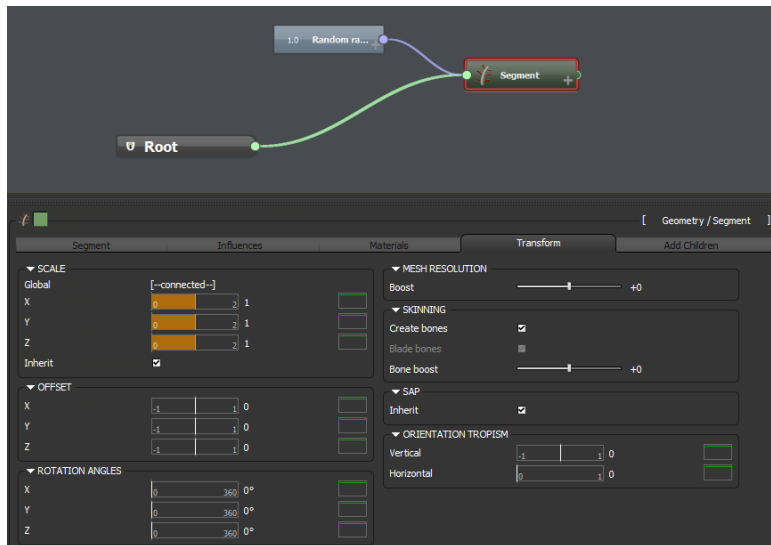 1.0 Random ra...
Segment
Root
[ Geometry / Segment ]
Segment Influences Materials Transform Add Children
SCALE
Global [--connected--]
X 0 2 1
Y 0 2 1
Z 0 2 1
Inherit
OFFSET
X -1 1 0
Y -1 1 0
Z -1 1 0
ROTATION ANGLES
X 0 360 0°
Y 0 360 0°
Z 0 360 0°
MESH RESOLUTION
Boost +0
SKINNING
Create bones
Blade bones
Bone boost +0
SAP
Inherit
ORIENTATION TROPISM
Vertical -1 1 0
Horizontal 0 1 0